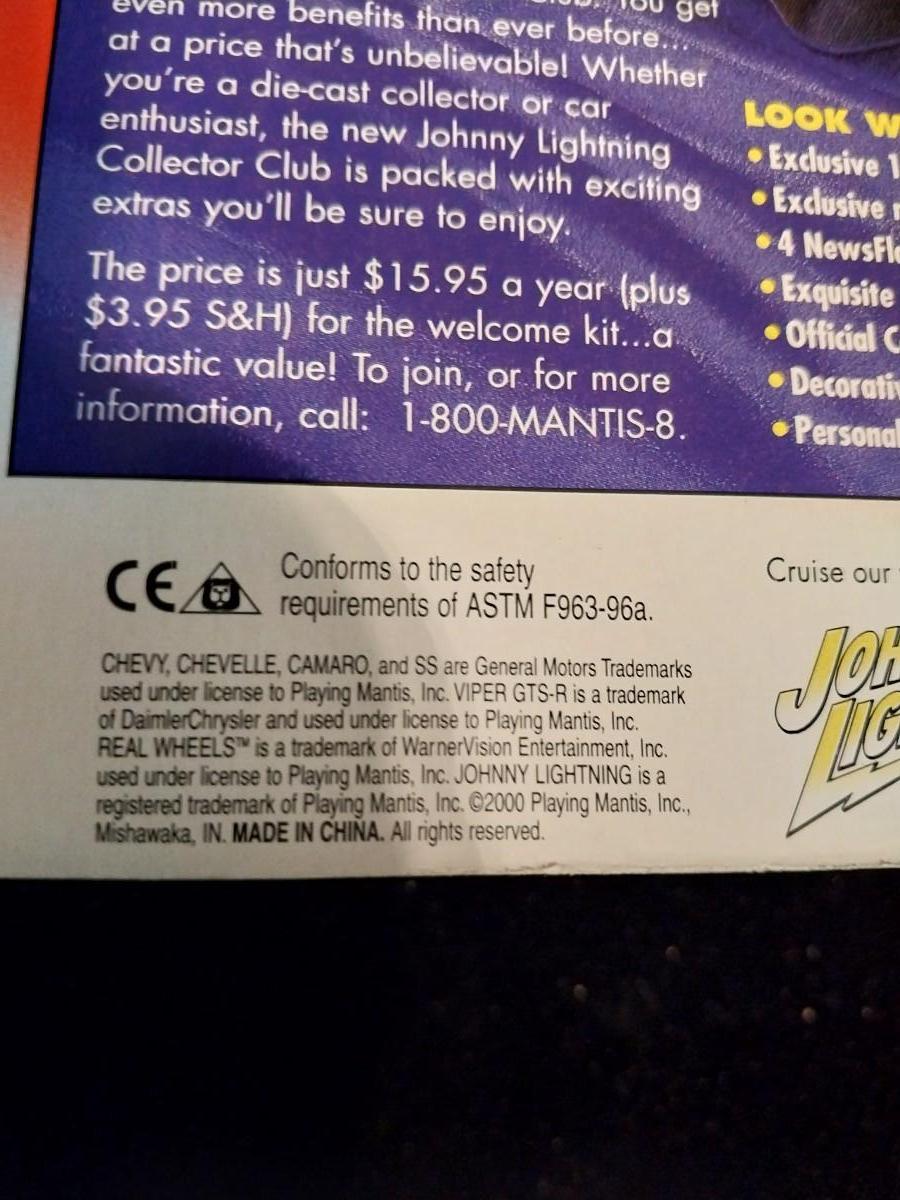 even more benefits than ever before...
at a price that's unbelievable! Whether
you're a die-cast collector or car
enthusiast, the new Johnny Lightning
Collector Club is packed with exciting
extras you'll be sure to enjoy.
The price is just $15.95 a year (plus
$3.95 S&H) for the welcome kit...a
fantastic value! To join, or for more
information, call: 1-800-MANTIS-8.
LOOK W
• Exclusive 1
• Exclusive
• 4 NewsFla
• Exquisite
• Official C
• Decorativ
• Personal
CE
Conforms to the safety
requirements of ASTM F963-96a.
CHEVY, CHEVELLE, CAMARO, and SS are General Motors Trademarks
used under license to Playing Mantis, Inc. VIPER GTS-R is a trademark
of DaimlerChrysler and used under license to Playing Mantis, Inc.
REAL WHEELS™ is a trademark of WarnerVision Entertainment, Inc.
used under license to Playing Mantis, Inc. JOHNNY LIGHTNING is a
registered trademark of Playing Mantis, Inc. ©2000 Playing Mantis, Inc.,
Mishawaka, IN. MADE IN CHINA. All rights reserved.
Cruise our
JOH
LIG